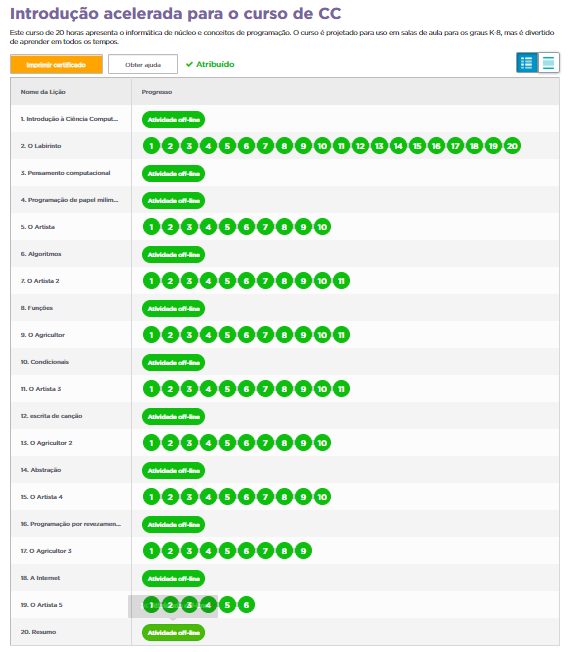 Introdução acelerada para o curso de CC
Este curso de 20 horas apresenta o informática de núcleo e conceitos de programação. O curso é projetado para uso em salas de aula para os graus K-8, mas é divertido
de aprender em todos os tempos.
Imprimir certificado Obter ajuda Atribuído
Nome da Lição Progresso
1. Introdução à Ciência Comput... Atividade off-line
2. O Labirinto 1 2 3 4 5 6 7 8 9 10 11 12 13 14 15 16 17 18 19 20
3. Pensamento computacional Atividade off-line
4. Programação de papel milim... Atividade off-line
5. O Artista 1 2 3 4 5 6 7 8 9 10
6. Algoritmos Atividade off-line
7. O Artista 2 1 2 3 4 5 6 7 8 9 10 11
8. Funções Atividade off-line
9. O Agricultor 1 2 3 4 5 6 7 8 9 10 11
10. Condicionais Atividade off-line
11. O Artista 3 1 2 3 4 5 6 7 8 9 10 11
12. escrita de canção Atividade off-line
13. O Agricultor 2 1 2 3 4 5 6 7 8 9 10
14. Abstração Atividade off-line
15. O Artista 4 1 2 3 4 5 6 7 8 9 10
16. Programação por revezamen... Atividade off-line
17. O Agricultor 3 1 2 3 4 5 6 7 8 9
18. A Internet Atividade off-line
19. O Artista 5 1 2 3 4 5 6
20. Resumo Atividade off-line